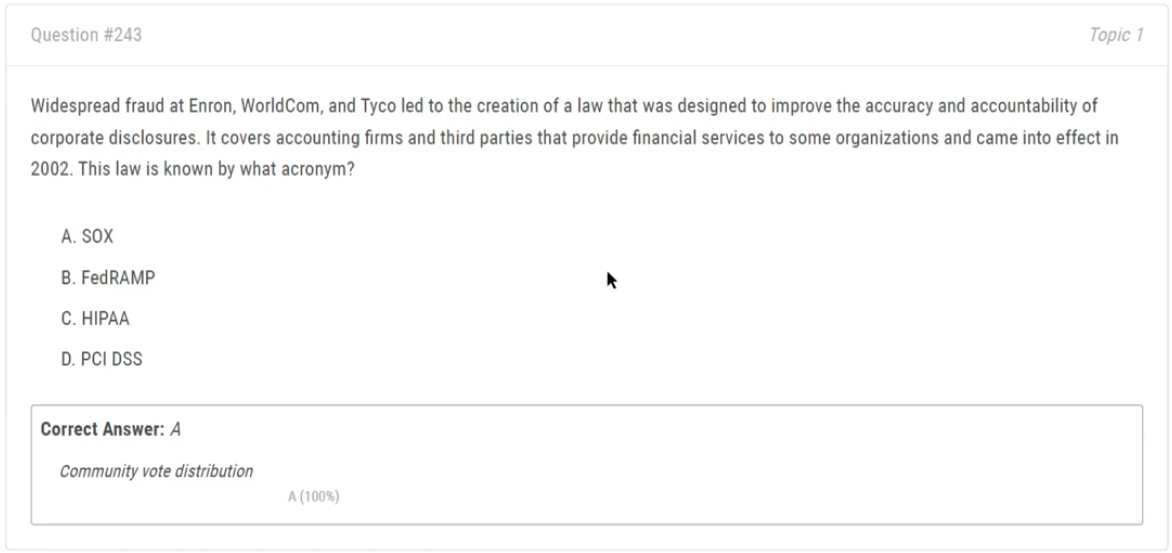 Question #243
Topic 1
Widespread fraud at Enron, WorldCom, and Tyco led to the creation of a law that was designed to improve the accuracy and accountability of
corporate disclosures. It covers accounting firms and third parties that provide financial services to some organizations and came into effect in
2002. This law is known by what acronym?
A. SOX
B. FedRAMP
C. HIPAA
D. PCI DSS
Correct Answer: A
Community vote distribution
A (100%)